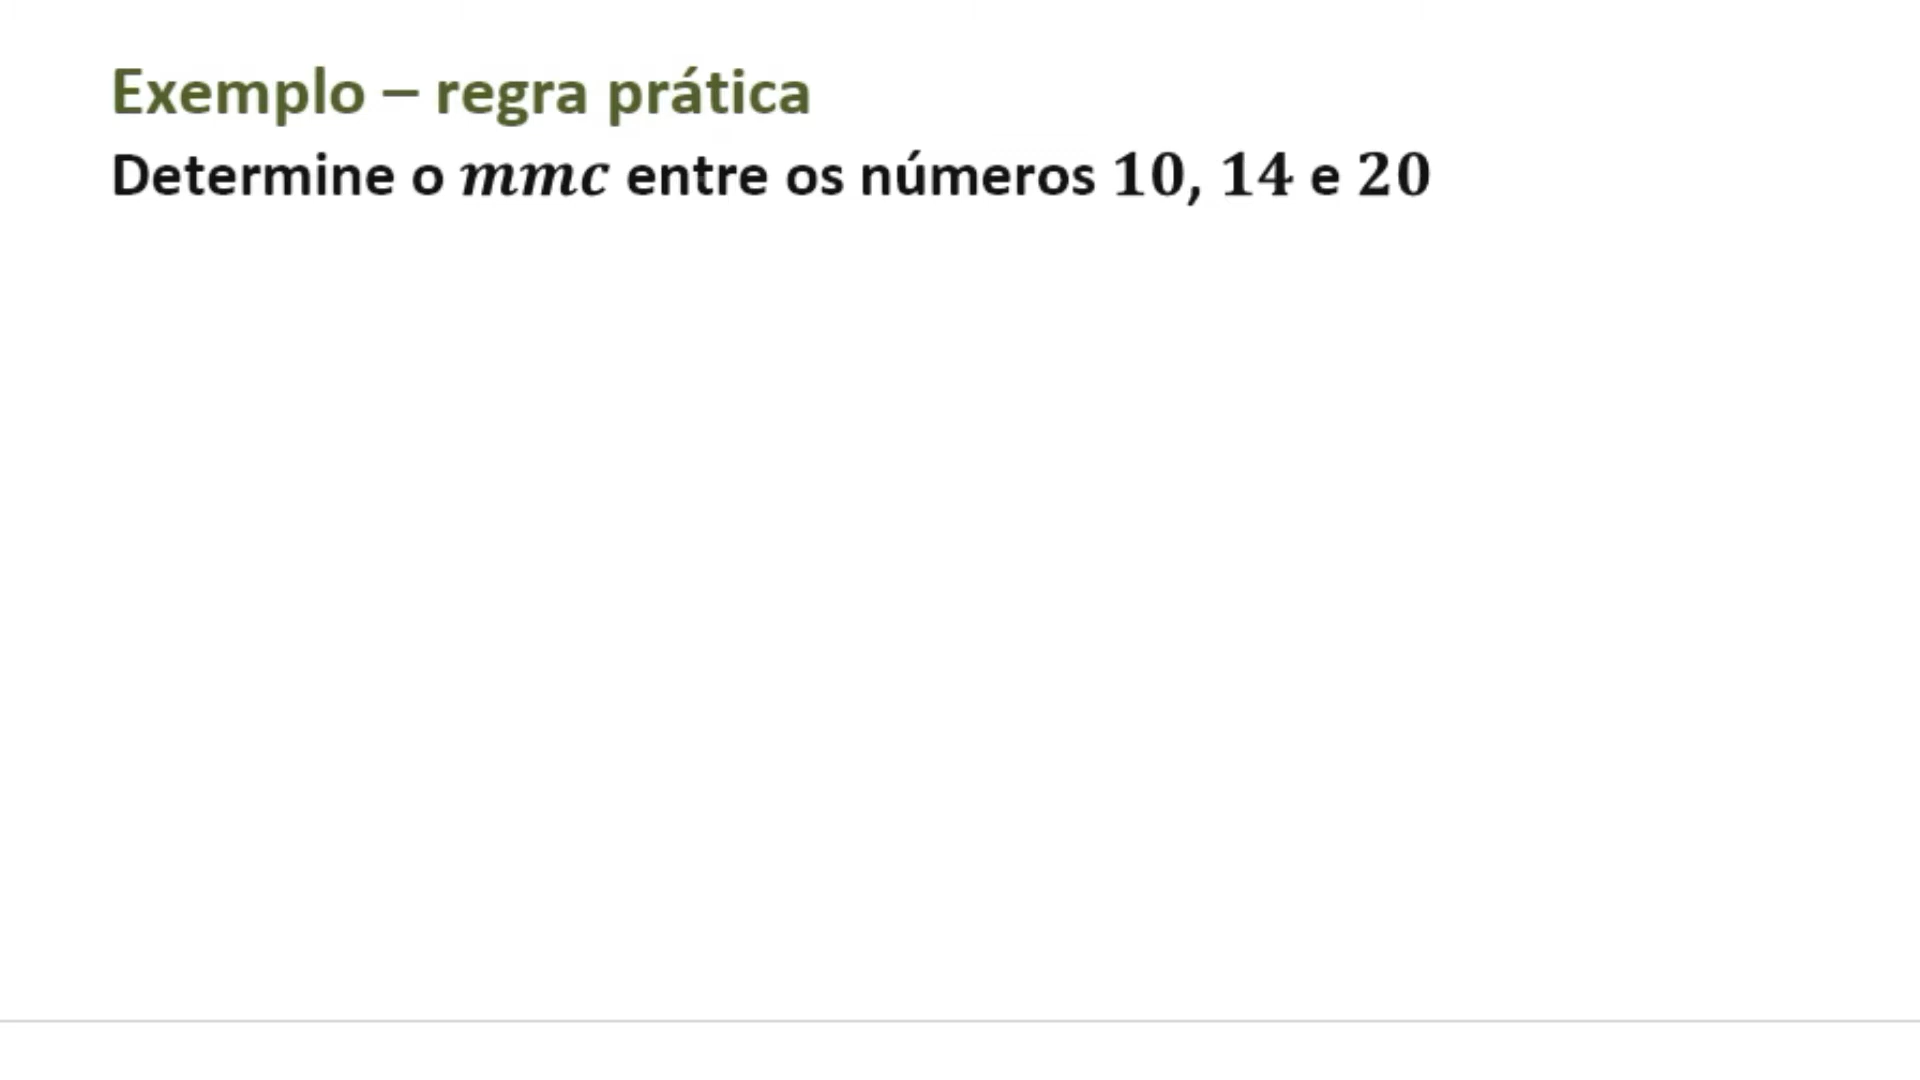 Exemplo – regra prática
Determine o mmc entre os números 10, 14 e 20